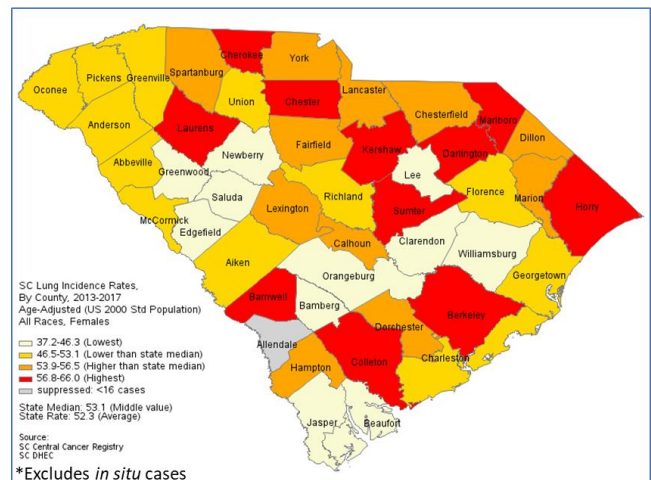 Cherokee
York
Spartanburg
Greenville
Pickens
Oconee
Lancaster
Union
Chester
Chesterfield
Marlboro
Anderson
Laurens
Dillon
Fairfield
Kershaw
Newberry
Darlington
Abbeville
Greenwood
Lee
Florence
Marion
Saluda
Richland
Horry
McCormick
Lexington
Sumter
Edgefield
Calhoun
Clarendon
Williamsburg
Aiken
Orangeburg
Georgetown
Barnwell
Bamberg
Berkeley
Dorchester
Allendale
Colleton
Charleston
Hampton
Jasper
Beaufort
SC Lung Incidence Rates,
By County, 2013-2017
Age-Adjusted (US 2000 Std Population)
All Races, Females
37.2-46.3 (Lowest)
46.5-53.1 (Lower than state median)
53.9-56.5 (Higher than state median)
56.8-66.0 (Highest)
suppressed: <16 cases
State Median: 53.1 (Middle value)
State Rate: 52.3 (Average)
Source:
SC Central Cancer Registry
SC DHEC
*Excludes in situ cases